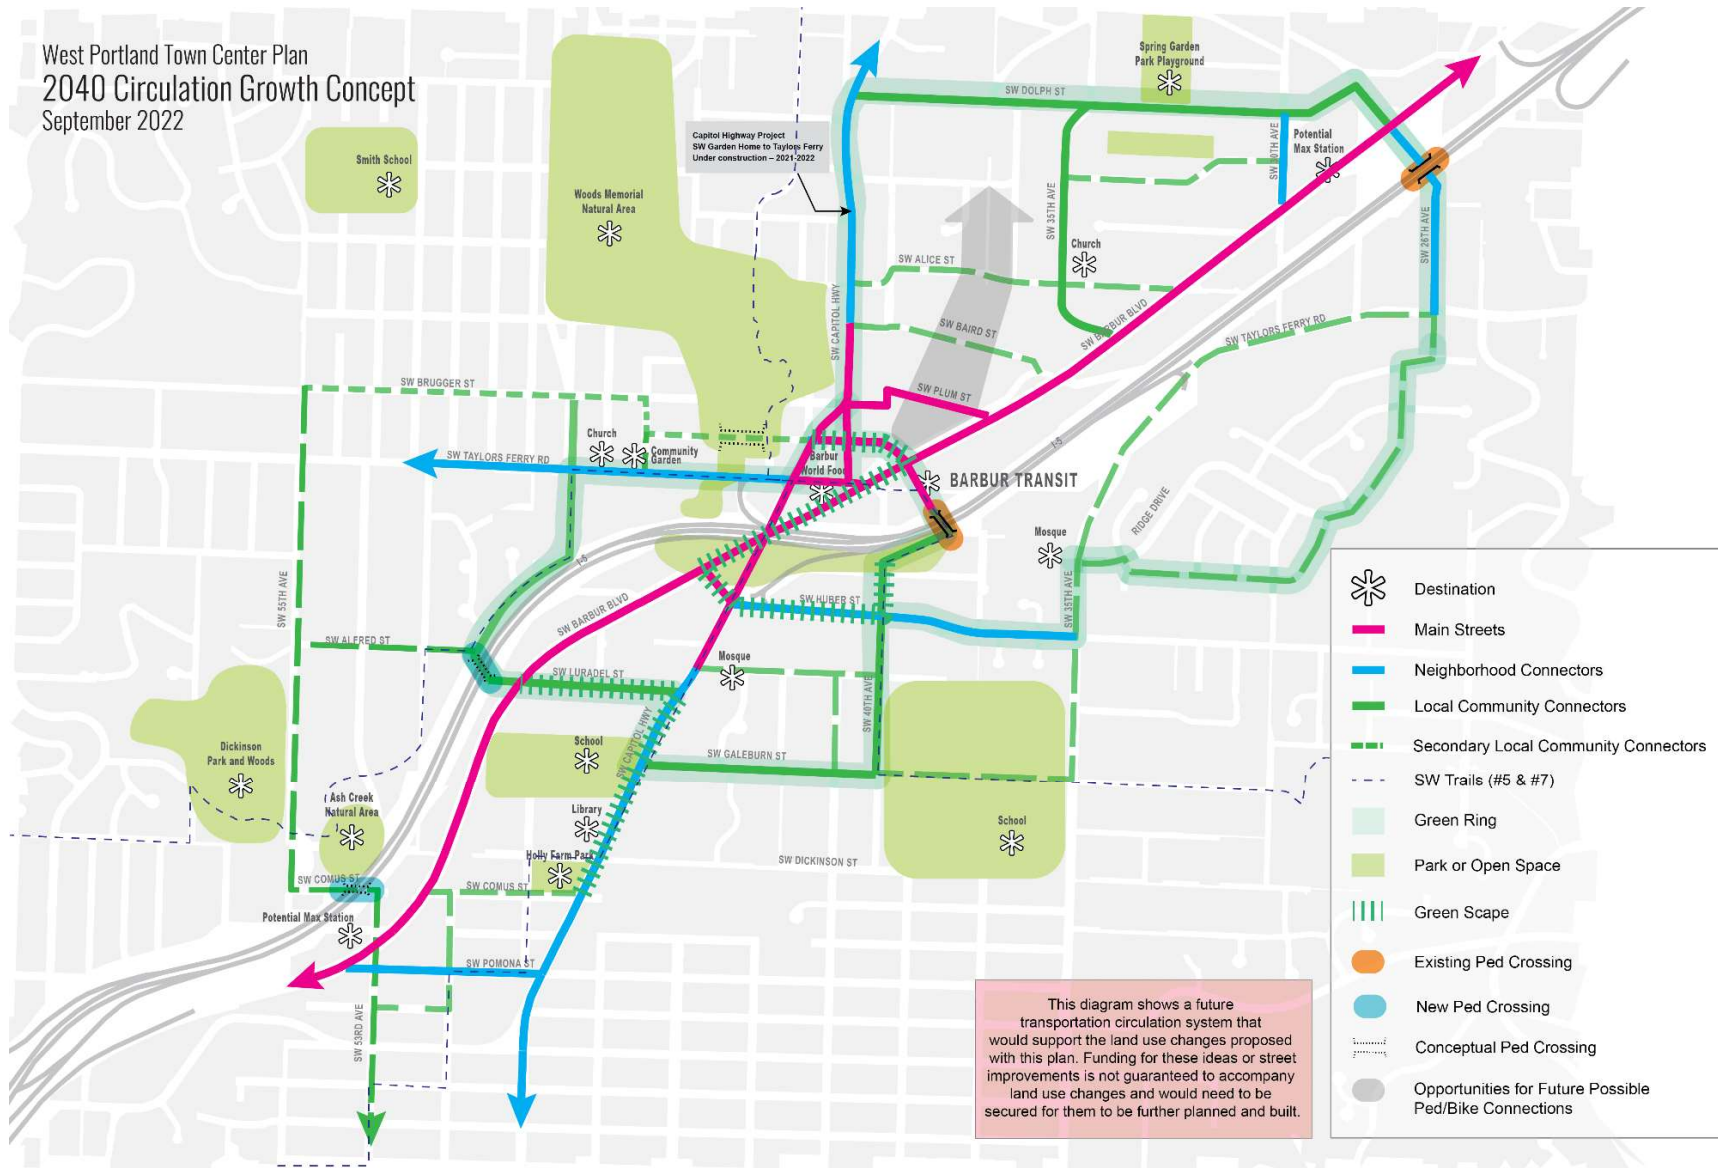 West Portland Town Center Plan
2040 Circulation Growth Concept
September 2022
Smith School
Woods Memorial
Natural Area
Capitol Highway Project
SW Garden Home to Taylors Ferry
Under construction – 2021-2022
Spring Garden
Park Playground
SW DOLPH ST
SW 30TH AVE
Potential
Max Station
SW 35TH AVE
Church
SW 26TH AVE
SW ALICE ST
SW CAPITOL HWY
SW BAIRD ST
SW BARBUR BLVD
SW TAYLORS FERRY RD
SW BRUGGER ST
SW PLUM ST
Church
Community
Garden
SW TAYLORS FERRY RD
Barbur
World Food
BARBUR TRANSIT
I-5
RIDGE DRIVE
Mosque
I-5
SW 55TH AVE
SW BARBUR BLVD
SW HUBER ST
SW 35TH AVE
SW ALFRED ST
Mosque
SW LURADEL ST
SW 40TH AVE
SW CAPITOL HWY
School
SW GALEBURN ST
Dickinson
Park and Woods
Ash Creek
Natural Area
Library
School
Holly Farm Park
SW DICKINSON ST
SW COMUS ST
SW COMUS ST
Potential Max Station
SW POMONA ST
SW 53RD AVE
This diagram shows a future
transportation circulation system that
would support the land use changes proposed
with this plan. Funding for these ideas or street
improvements is not guaranteed to accompany
land use changes and would need to be
secured for them to be further planned and built.
Destination
Main Streets
Neighborhood Connectors
Local Community Connectors
Secondary Local Community Connectors
SW Trails (#5 & #7)
Green Ring
Park or Open Space
Green Scape
Existing Ped Crossing
New Ped Crossing
Conceptual Ped Crossing
Opportunities for Future Possible
Ped/Bike Connections